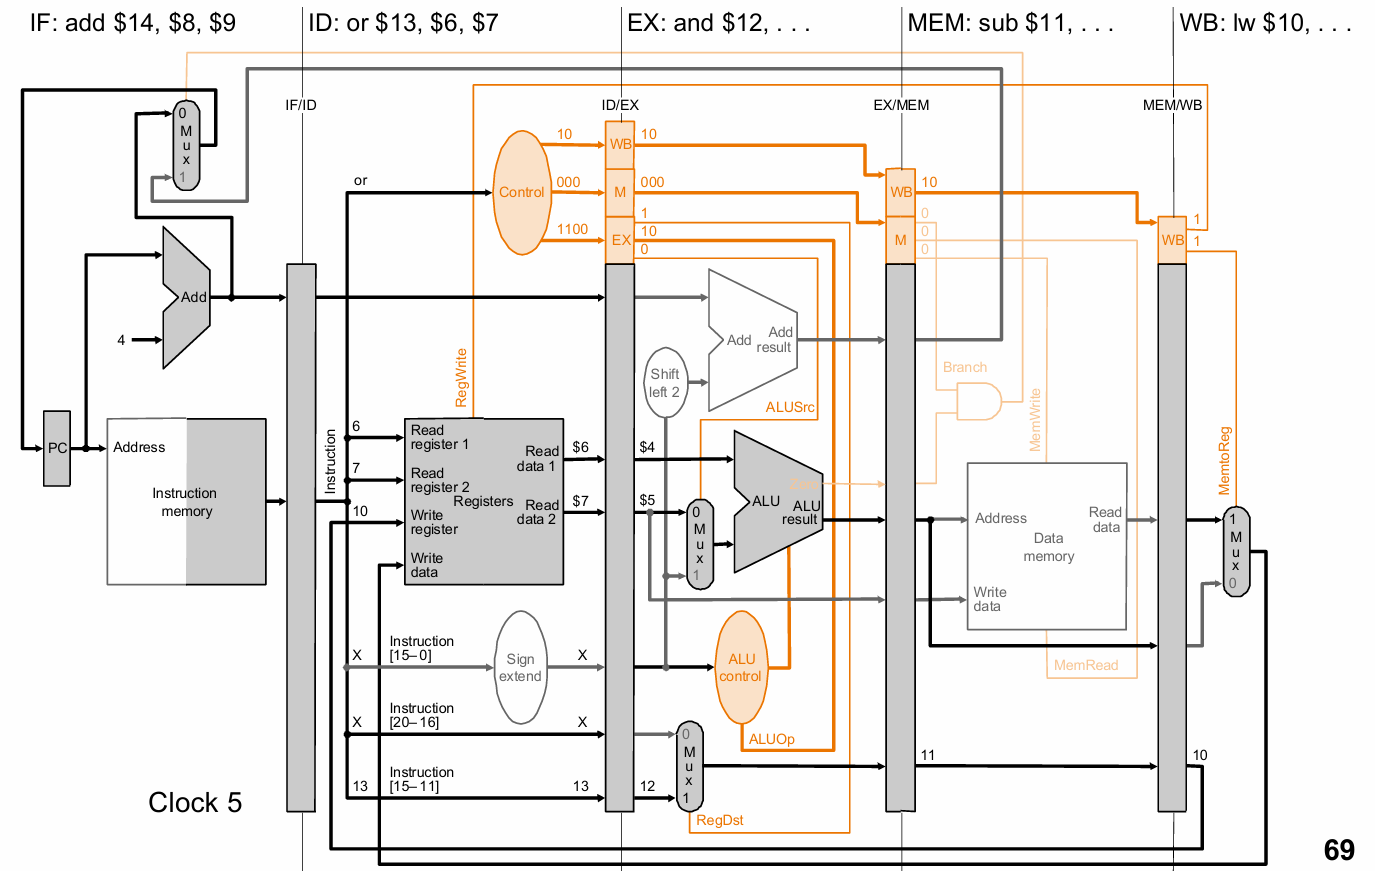 IF: add $14, $8, $9
ID: or $13, $6, $7
EX: and $12, . . .
MEM: sub $11, . . .
WB: lw $10, . . .
IF/ID
ID/EX
EX/MEM
MEM/WB
0
M
u
x
1
or
Control
10
000
1100
WB
M
EX
10
000
1
10
0
WB
M
10
0
0
0
WB
1
1
Add
4
Add
Add
result
Shift
left 2
Branch
RegWrite
ALUSrc
MemWrite
MemtoReg
PC
Address
Instruction
memory
Instruction
6
7
10
Read
register 1
Read
register 2
Write
register
Write
data
Registers
Read
data 1
Read
data 2
$6
$7
$4
$5
0
M
u
x
1
ALU
Zero
ALU
result
Address
Read
data
Data
memory
Write
data
1
M
u
x
0
X
Instruction
[15–0]
Sign
extend
X
ALU
control
MemRead
X
Instruction
[20–16]
X
0
M
u
x
1
ALUOp
13
Instruction
[15–11]
13
12
11
10
RegDst
Clock 5
69